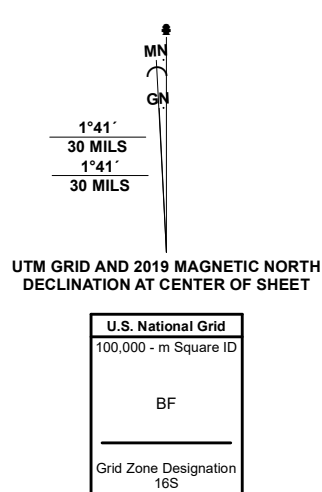 MN
GN
1°41´
30 MILS
1°41´
30 MILS
UTM GRID AND 2019 MAGNETIC NORTH
DECLINATION AT CENTER OF SHEET
U.S. National Grid
100,000 - m Square ID
BF
Grid Zone Designation
16S